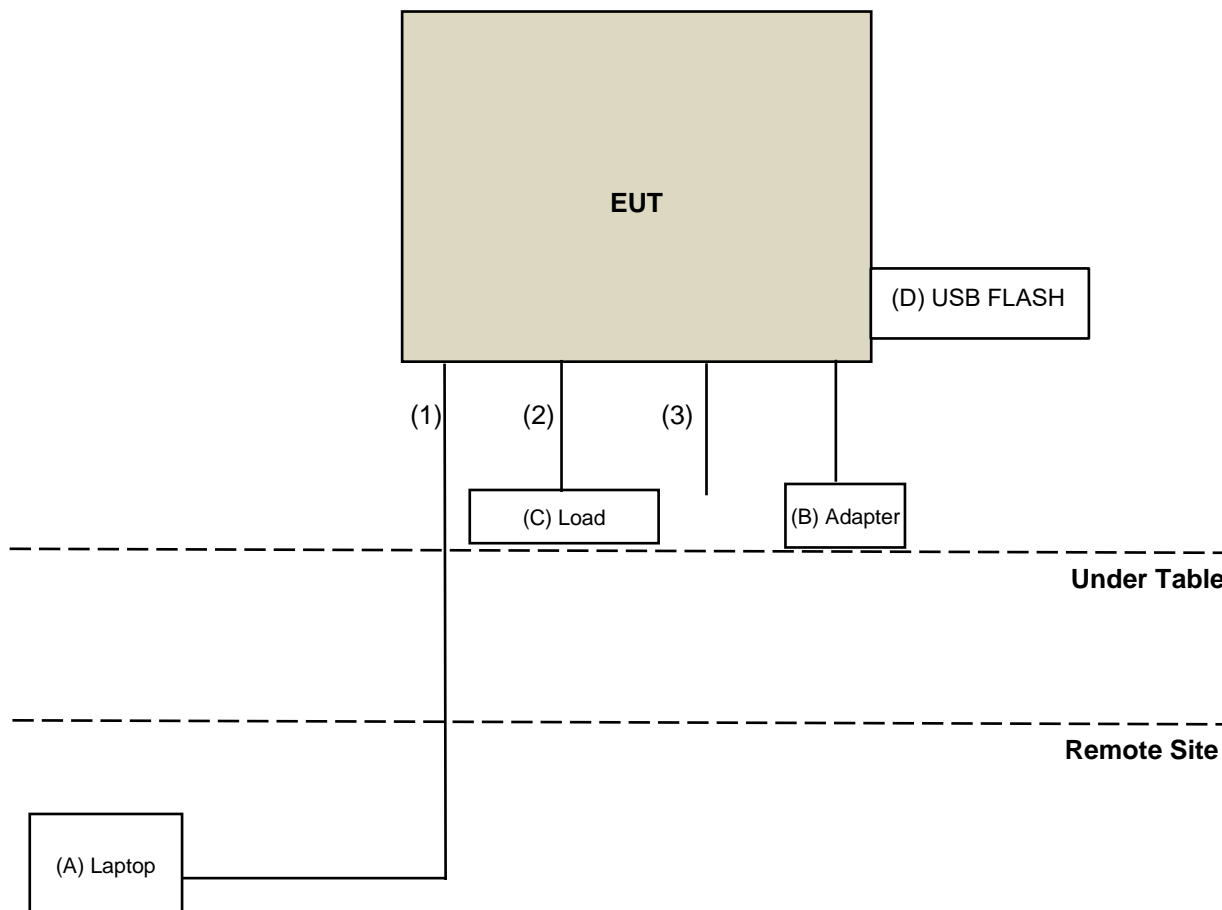 EUT
(D) USB FLASH
(1)
(2)
(3)
(C) Load
(B) Adapter
Under Table
Remote Site
(A) Laptop